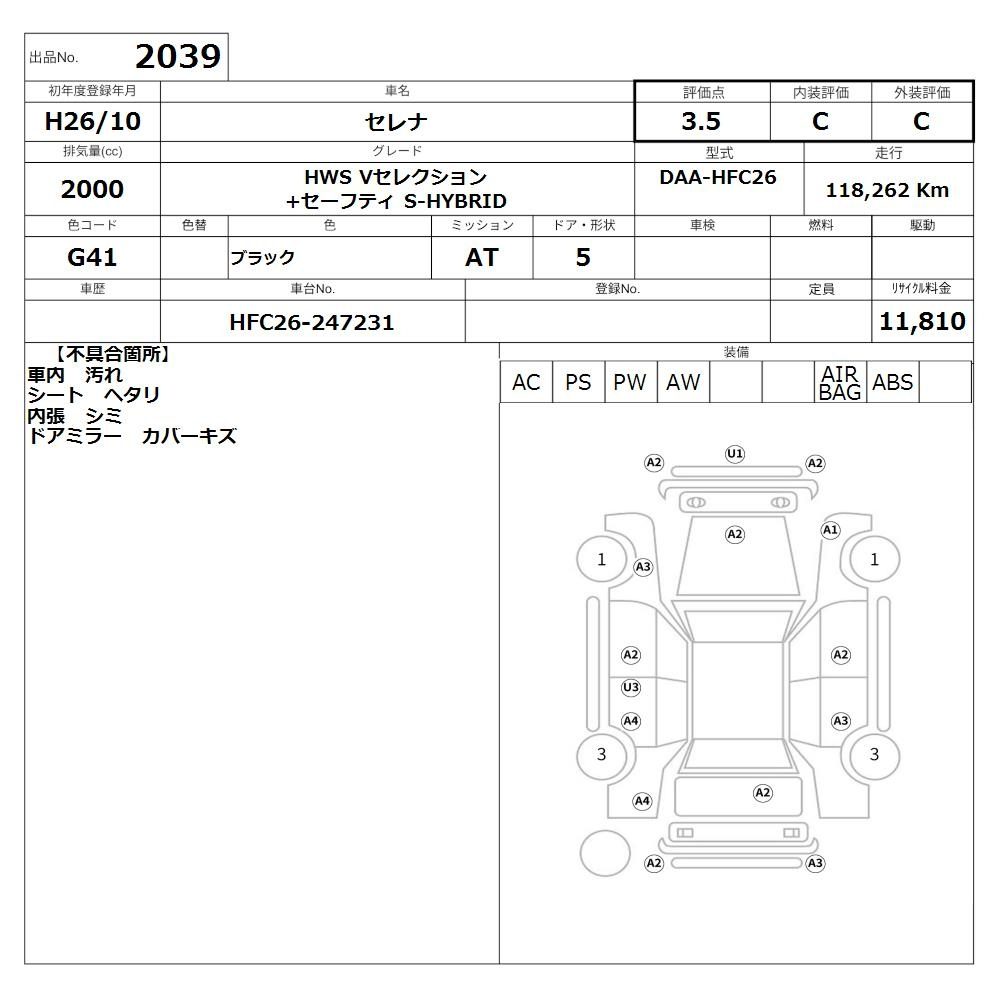 出品No. 2039
初年度登録年月 車名 評価点 内装評価 外装評価
H26/10 セレナ 3.5 C C
排気量(cc) グレード 型式 走行
2000 HWS Vセレクション DAA-HFC26 118,262 Km
+セーフティ S-HYBRID
色コード 色替 色 ミッション ドア・形状 車検 燃料 駆動
G41 ブラック AT 5
車歴 車台No. 登録No. 定員 ﾘｻｲｸﾙ料金
HFC26-247231 11,810
【不具合箇所】
車内 汚れ
シート ヘタリ
内張 シミ
ドアミラー カバーキズ
装備
AC PS PW AW AIR BAG ABS
A2 U1 A2
A2 A1
1 A3 1
A2 A2
U3
A4 A3
3 3
A4 A2
A2 A3